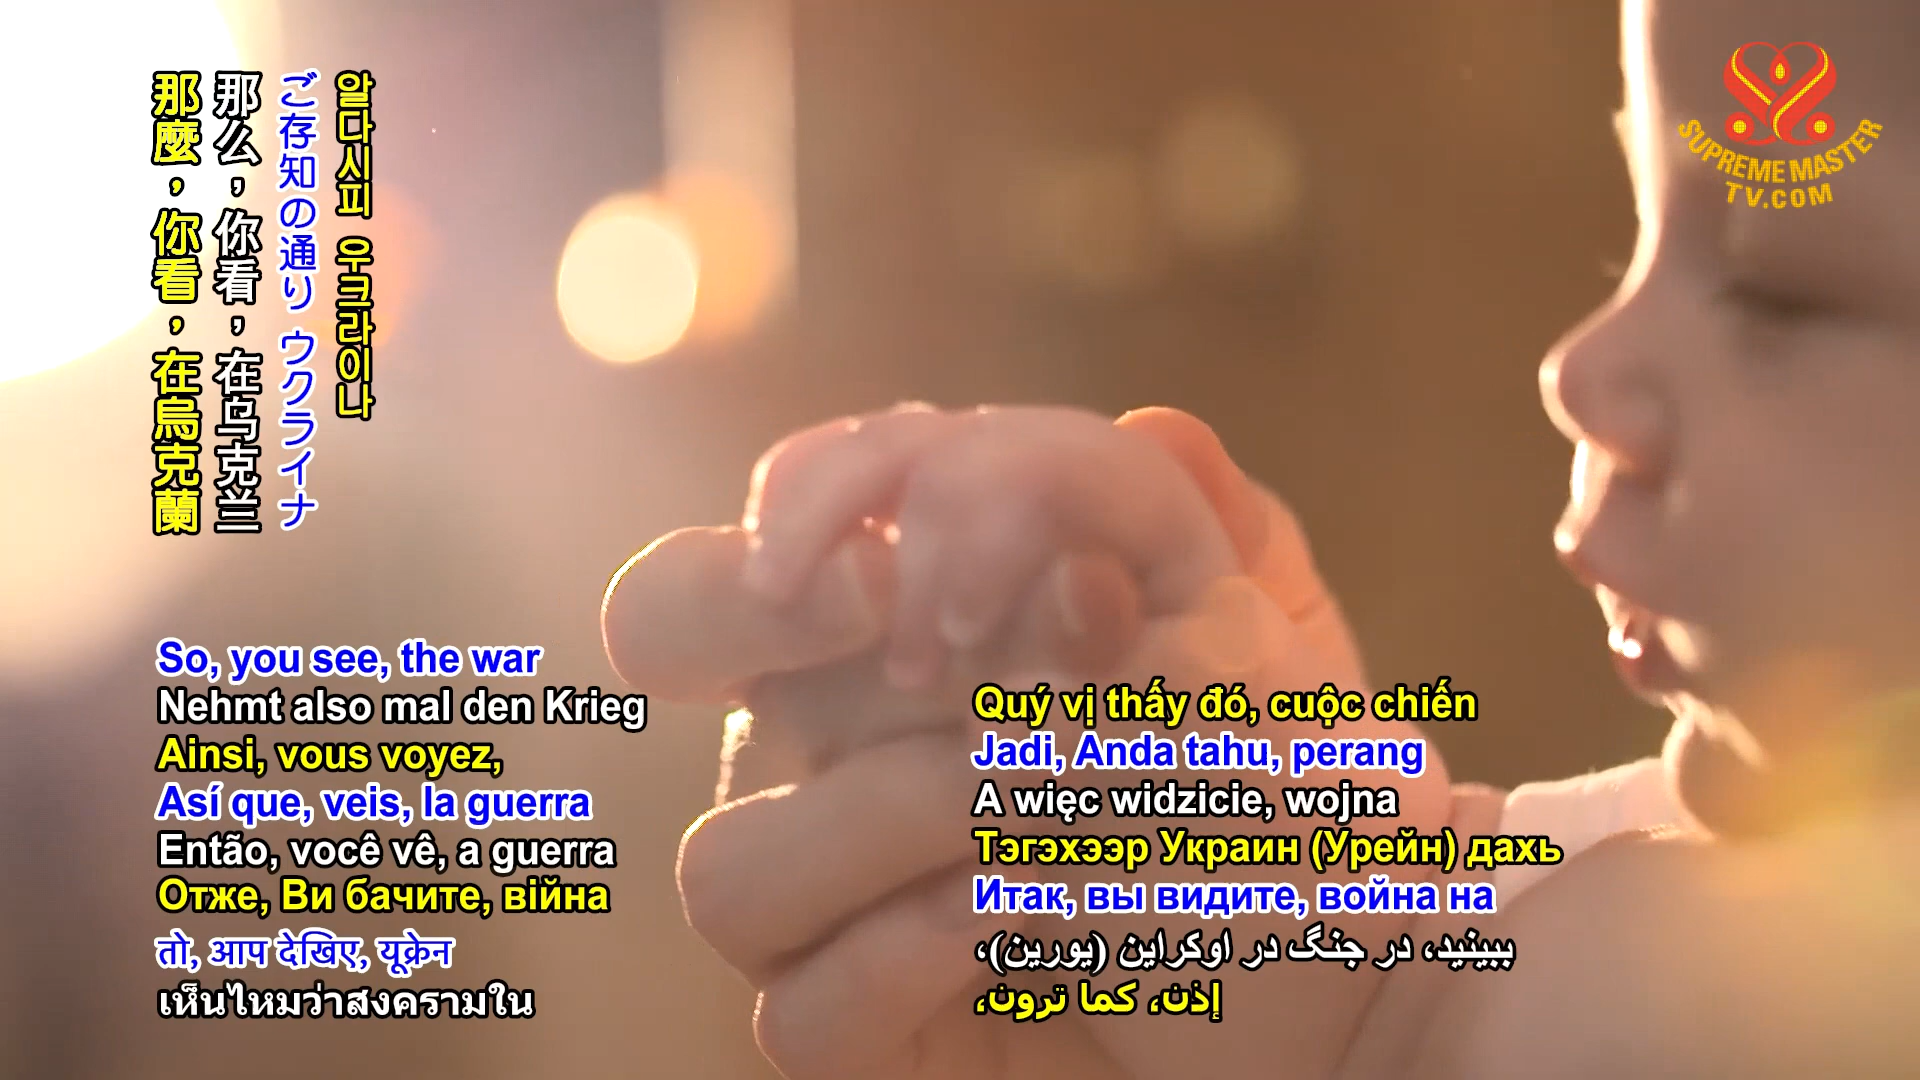 那麼，你看，在烏克蘭
那么，你看，在乌克兰
ご存知の通り ウクライナ
알다시피 우크라이나
SUPREME MASTER
TV.COM
So, you see, the war
Nehmt also mal den Krieg
Ainsi, vous voyez,
Así que, veis, la guerra
Então, você vê, a guerra
Отже, Ви бачите, війна
तो, आप देखिए, यूक्रेन
เห็นไหมว่าสงครามใน
Quý vị thấy đó, cuộc chiến
Jadi, Anda tahu, perang
A więc widzicie, wojna
Тэгэхээр Украин (Урейн) дахь
Итак, вы видите, война на
ببینید، در جنگ در اوکراین (یورین)،
إذن، كما ترون،